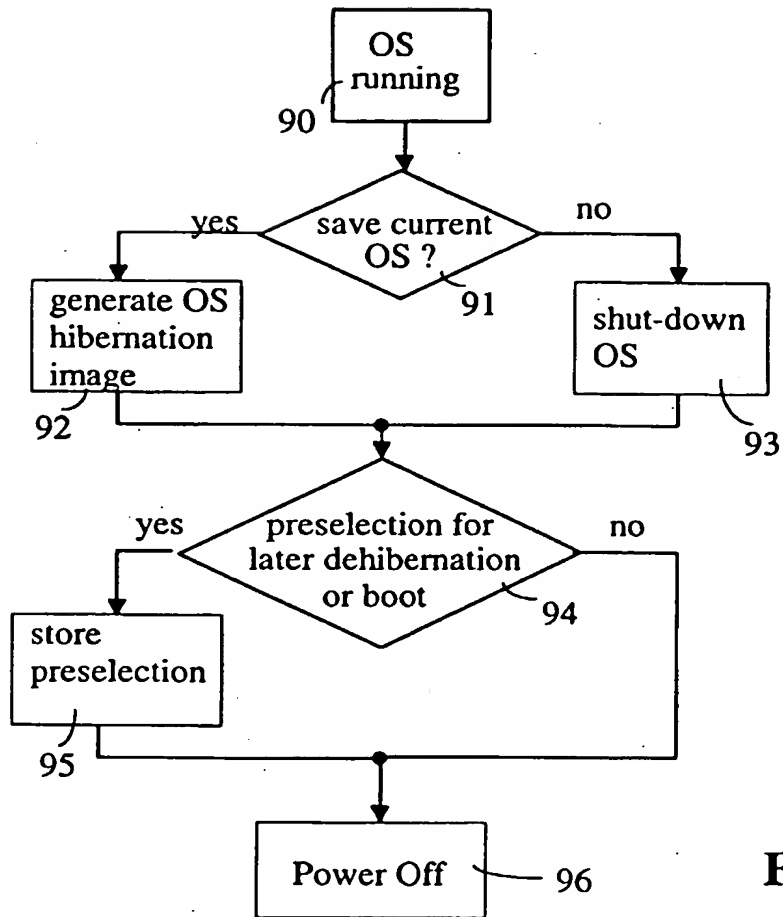 OS
running
90
save current
OS ?
91
yes
no
generate OS
hibernation
image
92
shut-down
OS
93
preselection for
later dehibernation
or boot
94
yes
no
store
preselection
95
Power Off
96
F